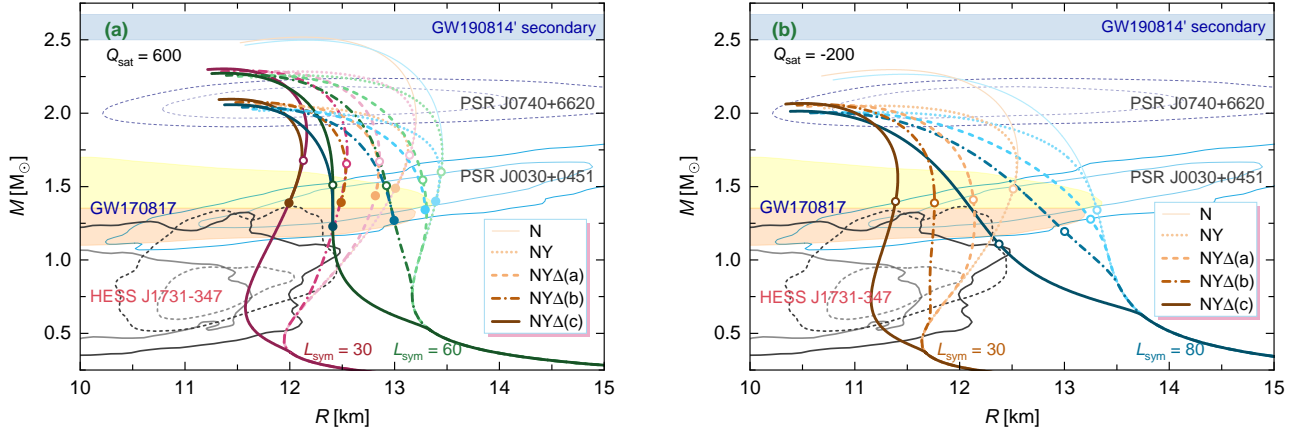 (a)
GW190814' secondary
Q_sat = 600
PSR J0740+6620
PSR J0030+0451
GW170817
HESS J1731-347
N
NY
NYΔ(a)
NYΔ(b)
NYΔ(c)
L_sym = 30
L_sym = 60
2.5
2.0
1.5
1.0
0.5
M [M⊙]
10 11 12 13 14 15
R [km]
(b)
GW190814' secondary
Q_sat = -200
PSR J0740+6620
PSR J0030+0451
GW170817
HESS J1731-347
N
NY
NYΔ(a)
NYΔ(b)
NYΔ(c)
L_sym = 30
L_sym = 80
2.5
2.0
1.5
1.0
0.5
M [M⊙]
10 11 12 13 14 15
R [km]